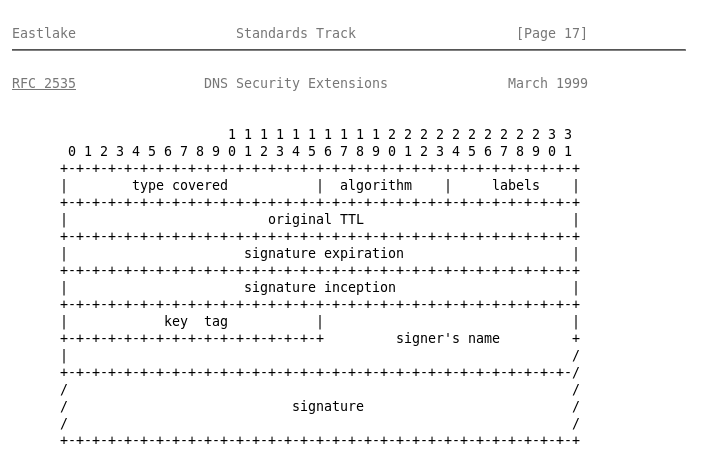 Eastlake                    Standards Track                    [Page 17]
RFC 2535                DNS Security Extensions               March 1999
                           1 1 1 1 1 1 1 1 1 1 2 2 2 2 2 2 2 2 2 2 3 3
       0 1 2 3 4 5 6 7 8 9 0 1 2 3 4 5 6 7 8 9 0 1 2 3 4 5 6 7 8 9 0 1
      +-+-+-+-+-+-+-+-+-+-+-+-+-+-+-+-+-+-+-+-+-+-+-+-+-+-+-+-+-+-+-+-+
      |        type covered           |  algorithm    |     labels    |
      +-+-+-+-+-+-+-+-+-+-+-+-+-+-+-+-+-+-+-+-+-+-+-+-+-+-+-+-+-+-+-+-+
      |                         original TTL                          |
      +-+-+-+-+-+-+-+-+-+-+-+-+-+-+-+-+-+-+-+-+-+-+-+-+-+-+-+-+-+-+-+-+
      |                      signature expiration                     |
      +-+-+-+-+-+-+-+-+-+-+-+-+-+-+-+-+-+-+-+-+-+-+-+-+-+-+-+-+-+-+-+-+
      |                      signature inception                      |
      +-+-+-+-+-+-+-+-+-+-+-+-+-+-+-+-+-+-+-+-+-+-+-+-+-+-+-+-+-+-+-+-+
      |            key  tag           |                               |
      +-+-+-+-+-+-+-+-+-+-+-+-+-+-+-+-+         signer's name         +
      |                                                               /
      +-+-+-+-+-+-+-+-+-+-+-+-+-+-+-+-+-+-+-+-+-+-+-+-+-+-+-+-+-+-+-+-/
      /                                                               /
      /                            signature                          /
      /                                                               /
      +-+-+-+-+-+-+-+-+-+-+-+-+-+-+-+-+-+-+-+-+-+-+-+-+-+-+-+-+-+-+-+-+